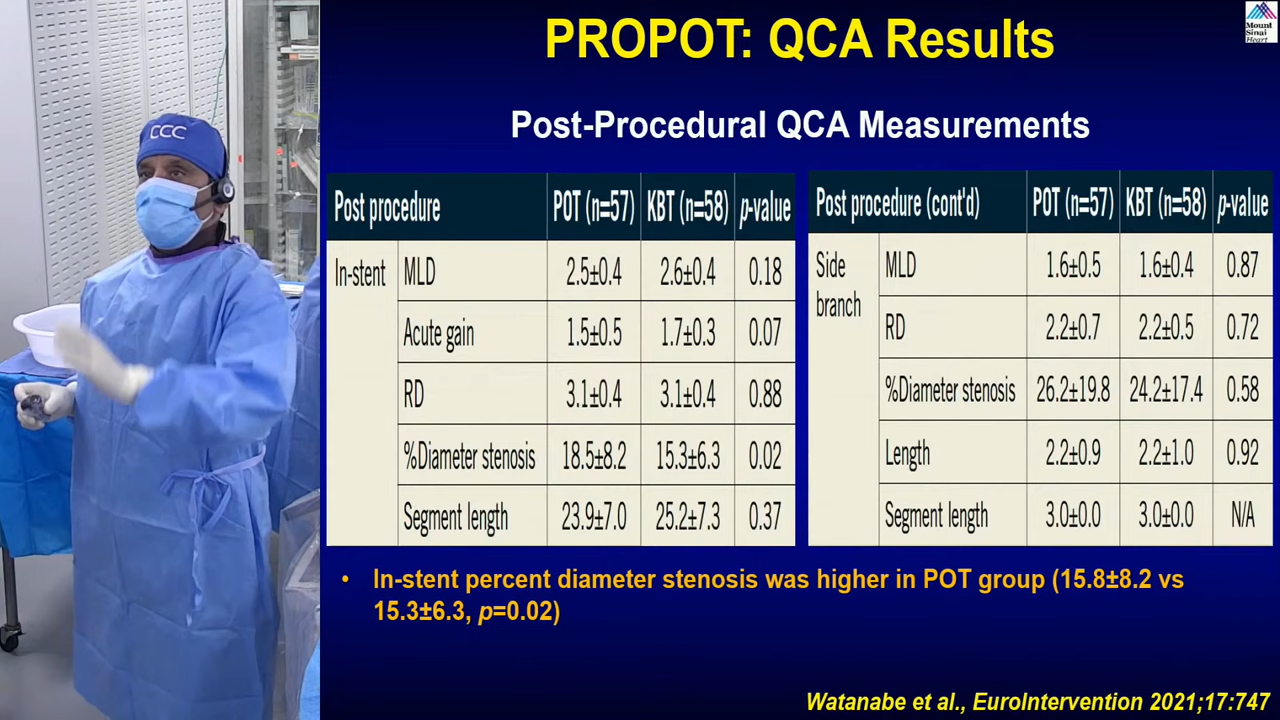 PROPOT: QCA Results
Mount
Sinai
Heart
Post-Procedural QCA Measurements
CCC
Post procedure POT (n=57) KBT (n=58) p-value
In-stent MLD 2.5±0.4 2.6±0.4 0.18
Acute gain 1.5±0.5 1.7±0.3 0.07
RD 3.1±0.4 3.1±0.4 0.88
%Diameter stenosis 18.5±8.2 15.3±6.3 0.02
Segment length 23.9±7.0 25.2±7.3 0.37
Post procedure (cont'd) POT (n=57) KBT (n=58) p-value
Side branch MLD 1.6±0.5 1.6±0.4 0.87
RD 2.2±0.7 2.2±0.5 0.72
%Diameter stenosis 26.2±19.8 24.2±17.4 0.58
Length 2.2±0.9 2.2±1.0 0.92
Segment length 3.0±0.0 3.0±0.0 N/A
• In-stent percent diameter stenosis was higher in POT group (15.8±8.2 vs
15.3±6.3, p=0.02)
Watanabe et al., EuroIntervention 2021;17:747